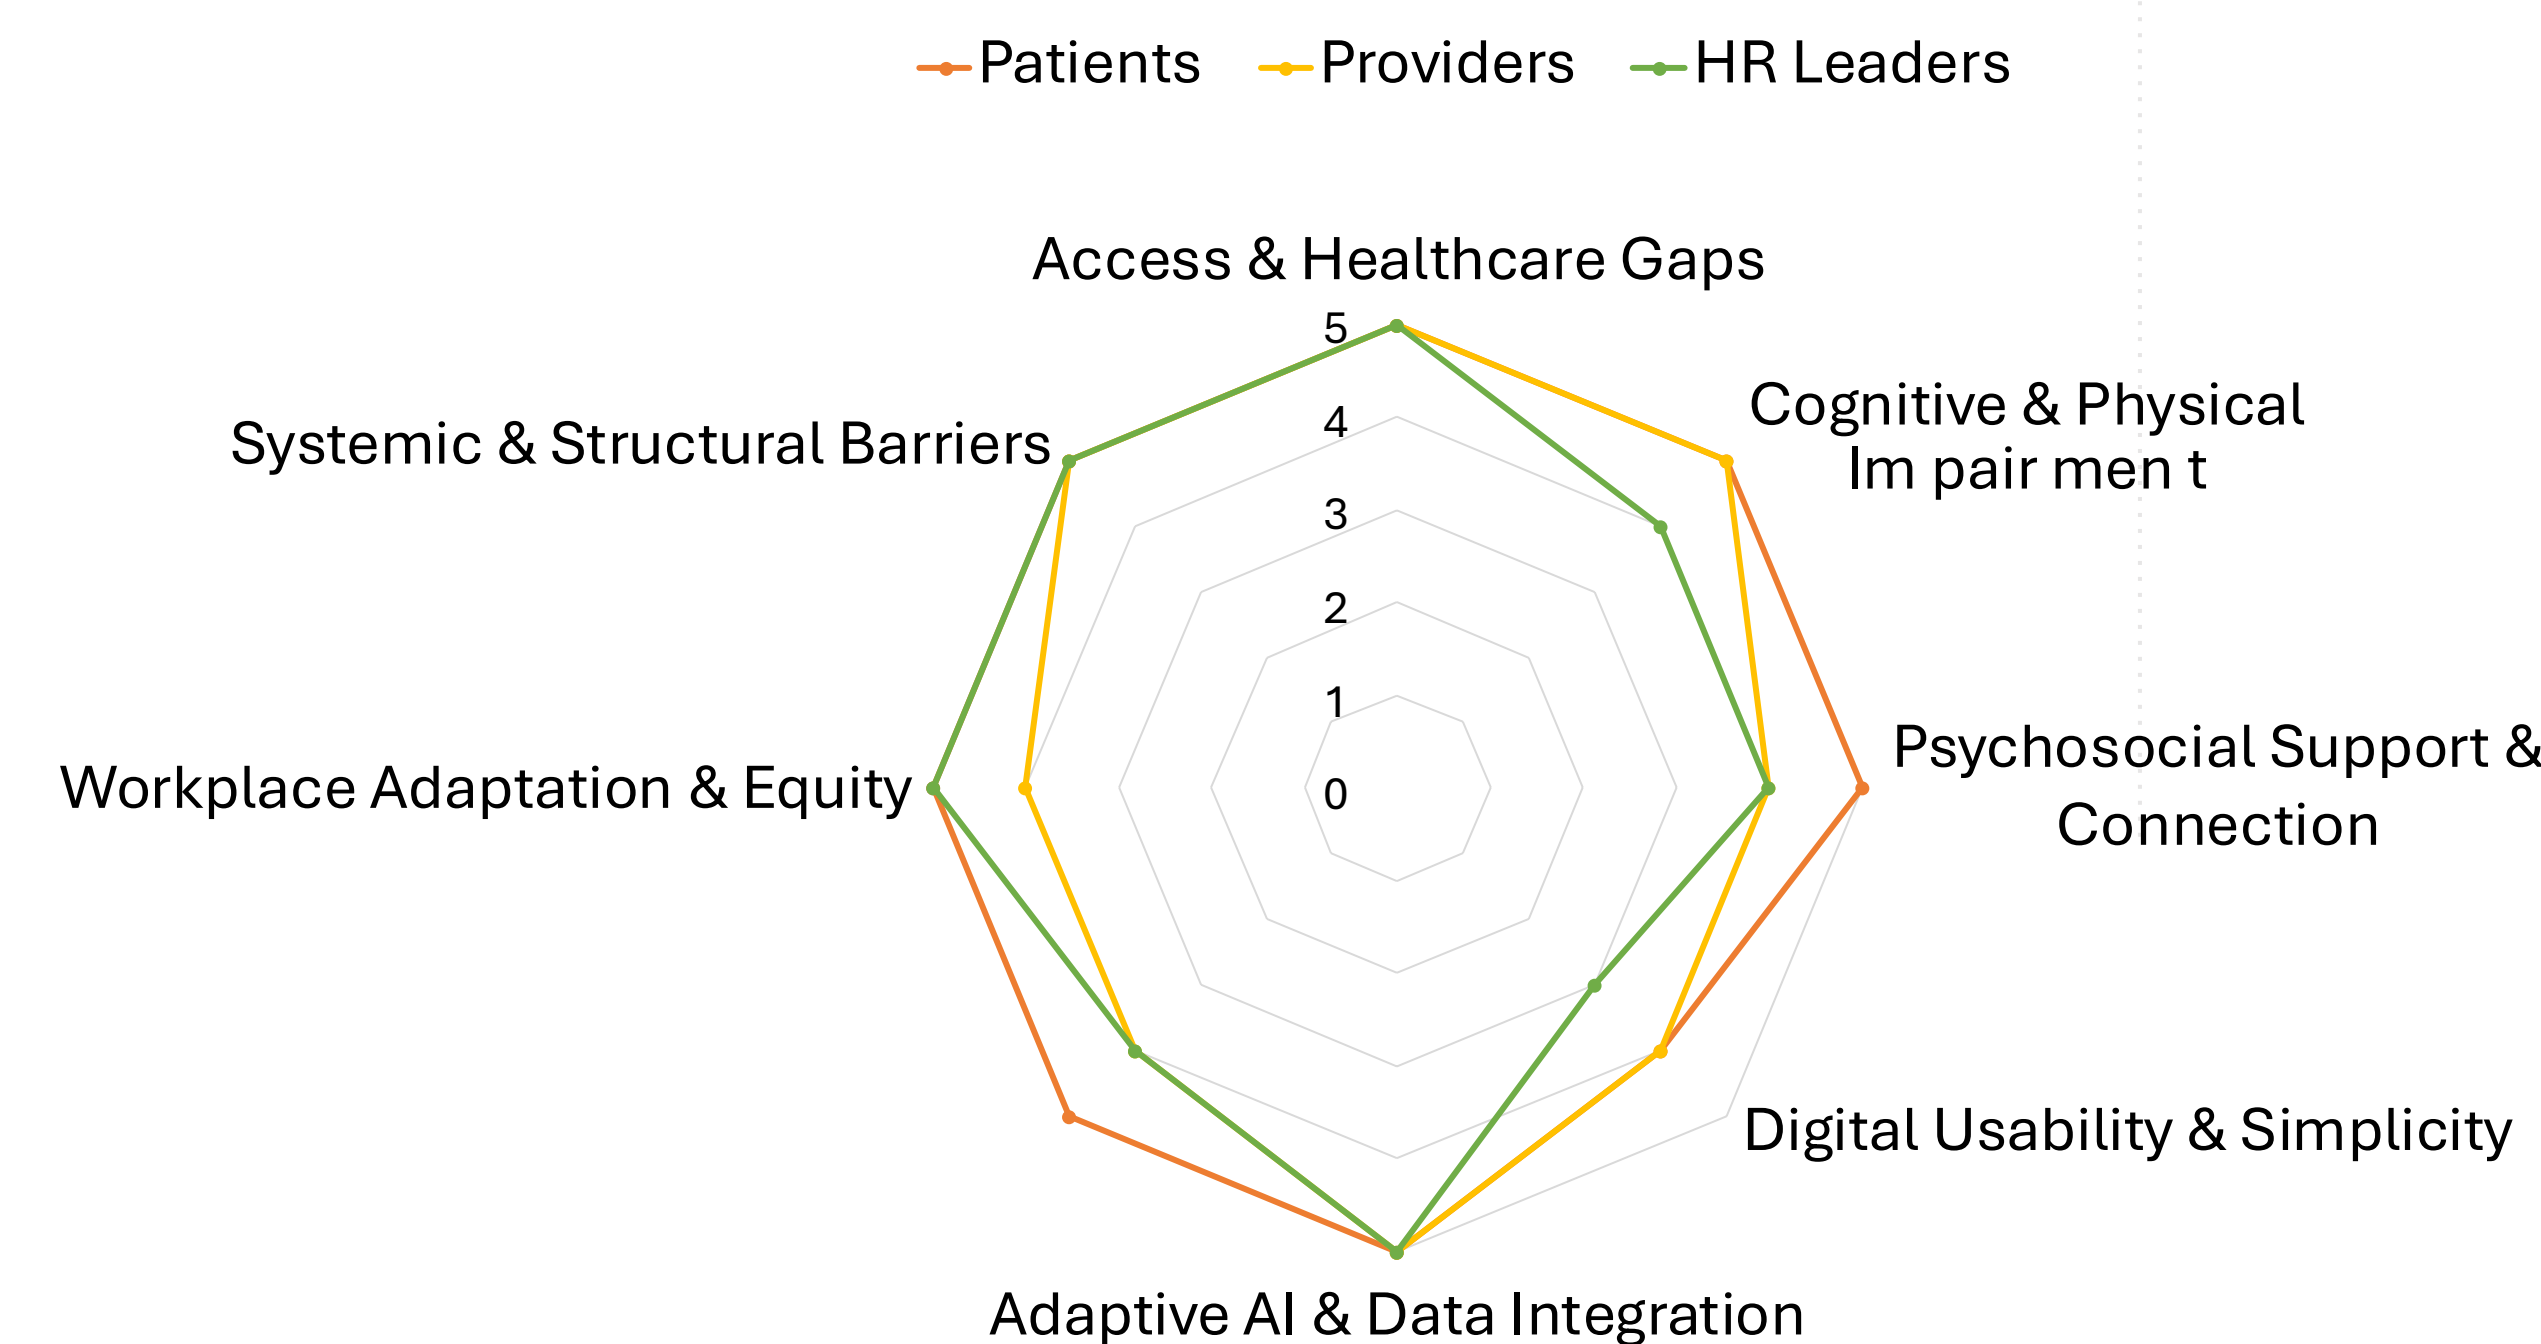 Patients Providers HR Leaders
Access & Healthcare Gaps
5
Cognitive & Physical
Im pair men t
4
Systemic & Structural Barriers
3
2
1
Psychosocial Support &
Connection
Workplace Adaptation & Equity
0
Digital Usability & Simplicity
Adaptive AI & Data Integration